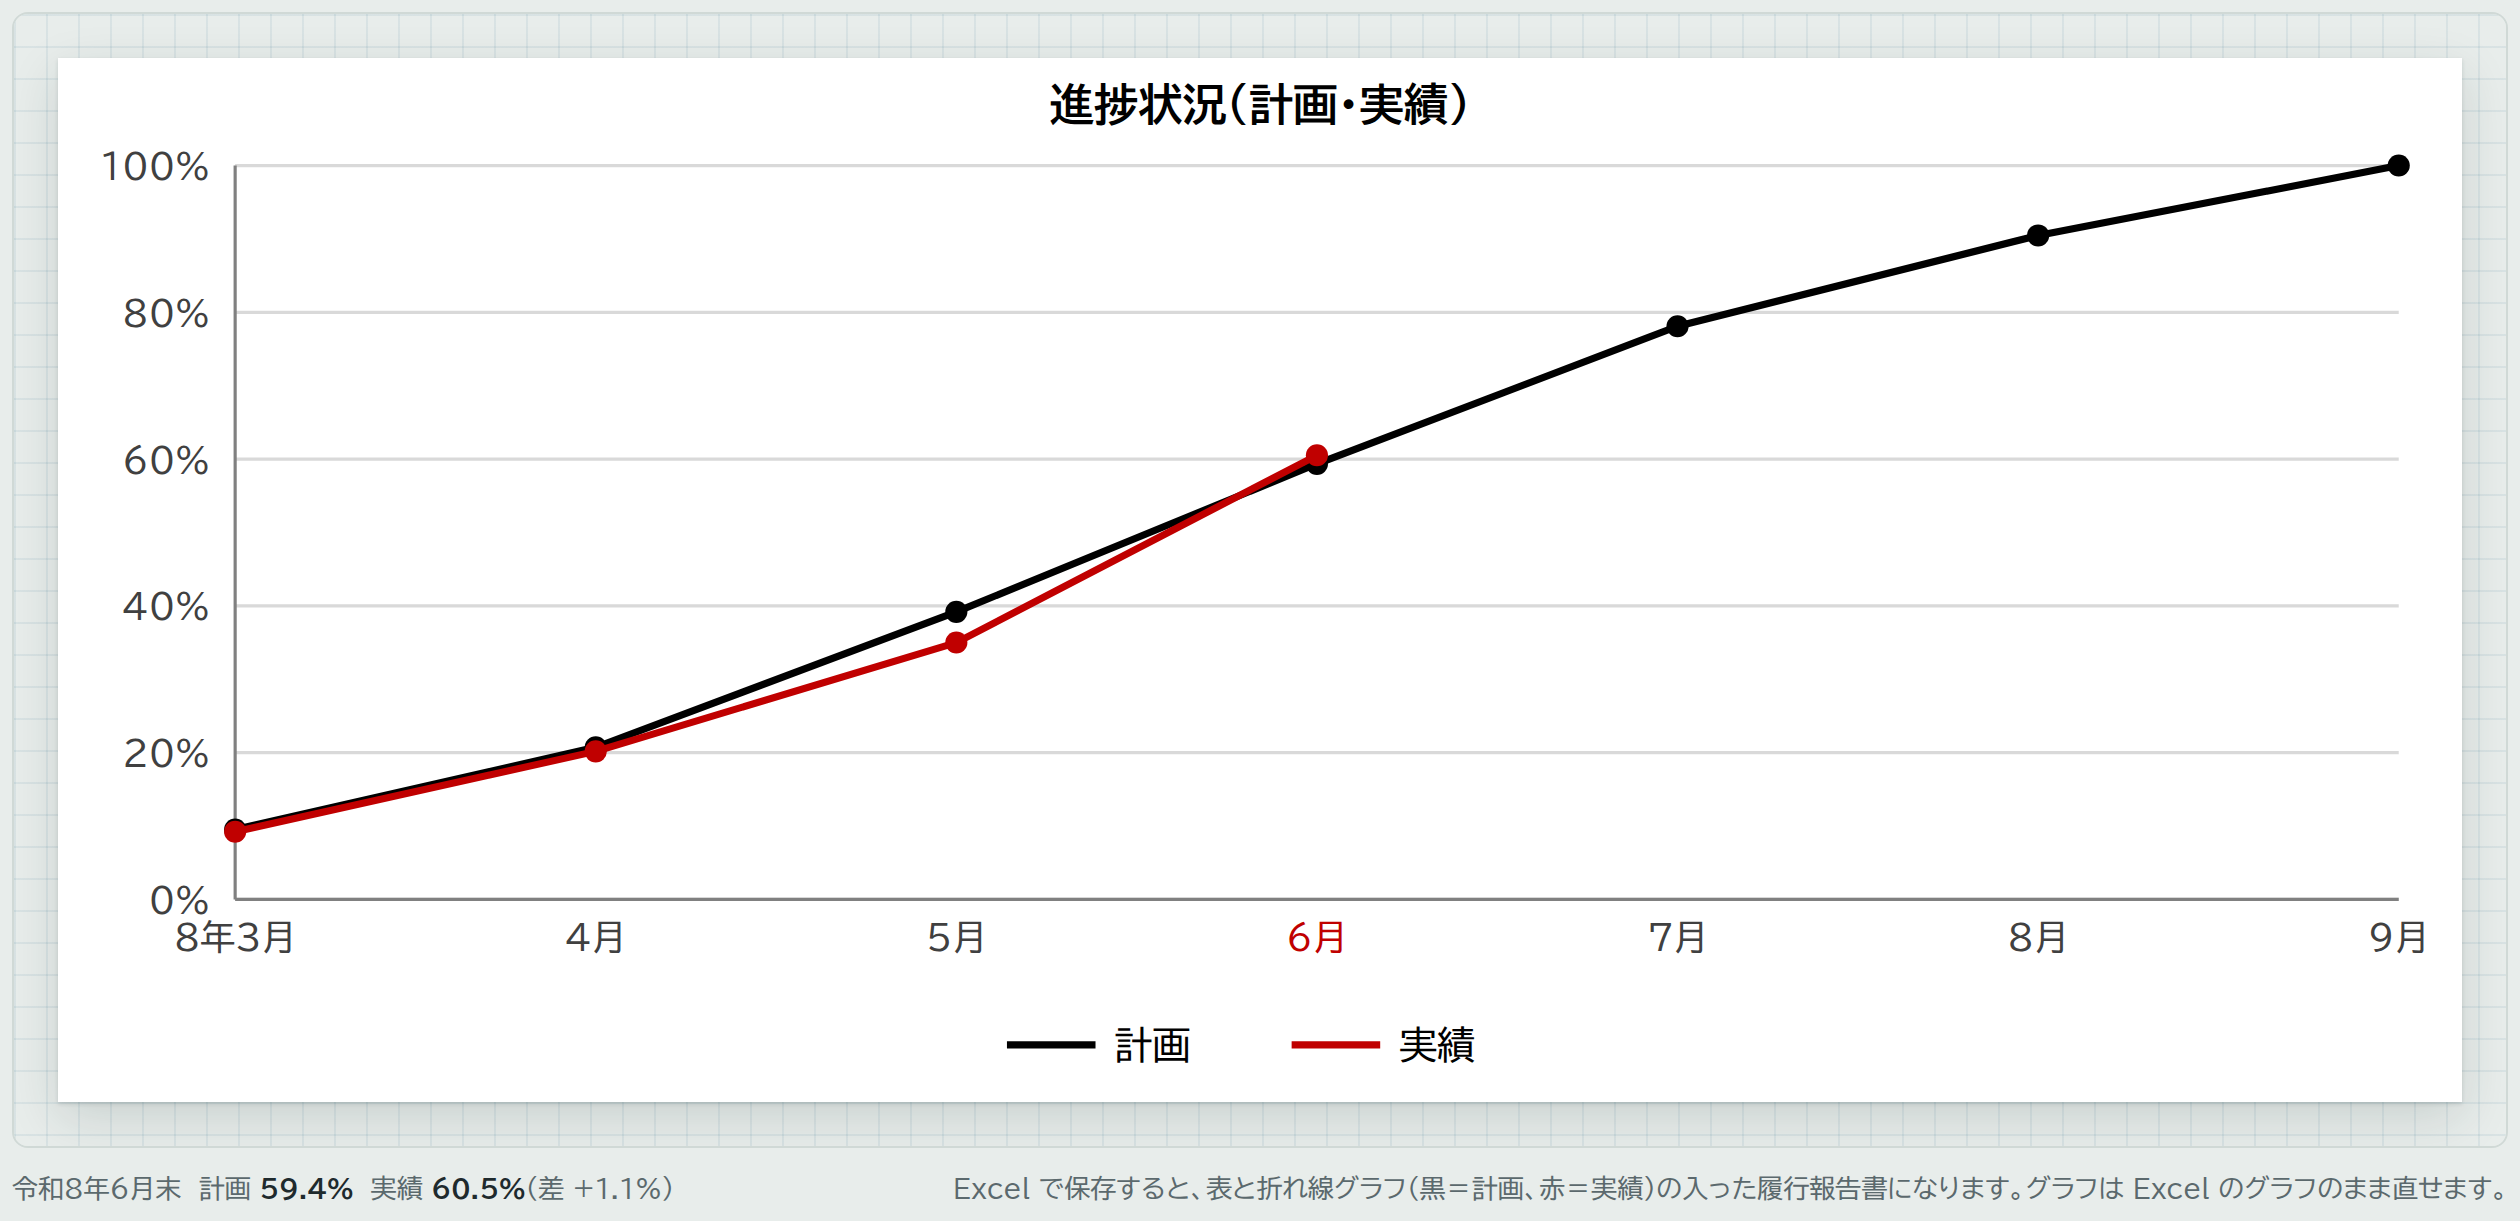 進捗状況(計画・実績)
100%
80%
60%
40%
20%
0%
8年3月 4月 5月 6月 7月 8月 9月
計画 実績
令和8年6月末 計画 59.4% 実績 60.5%(差 +1.1%)
Excel で保存すると、表と折れ線グラフ(黒=計画、赤=実績)の入った履行報告書になります。グラフは Excel のグラフのまま直せます。